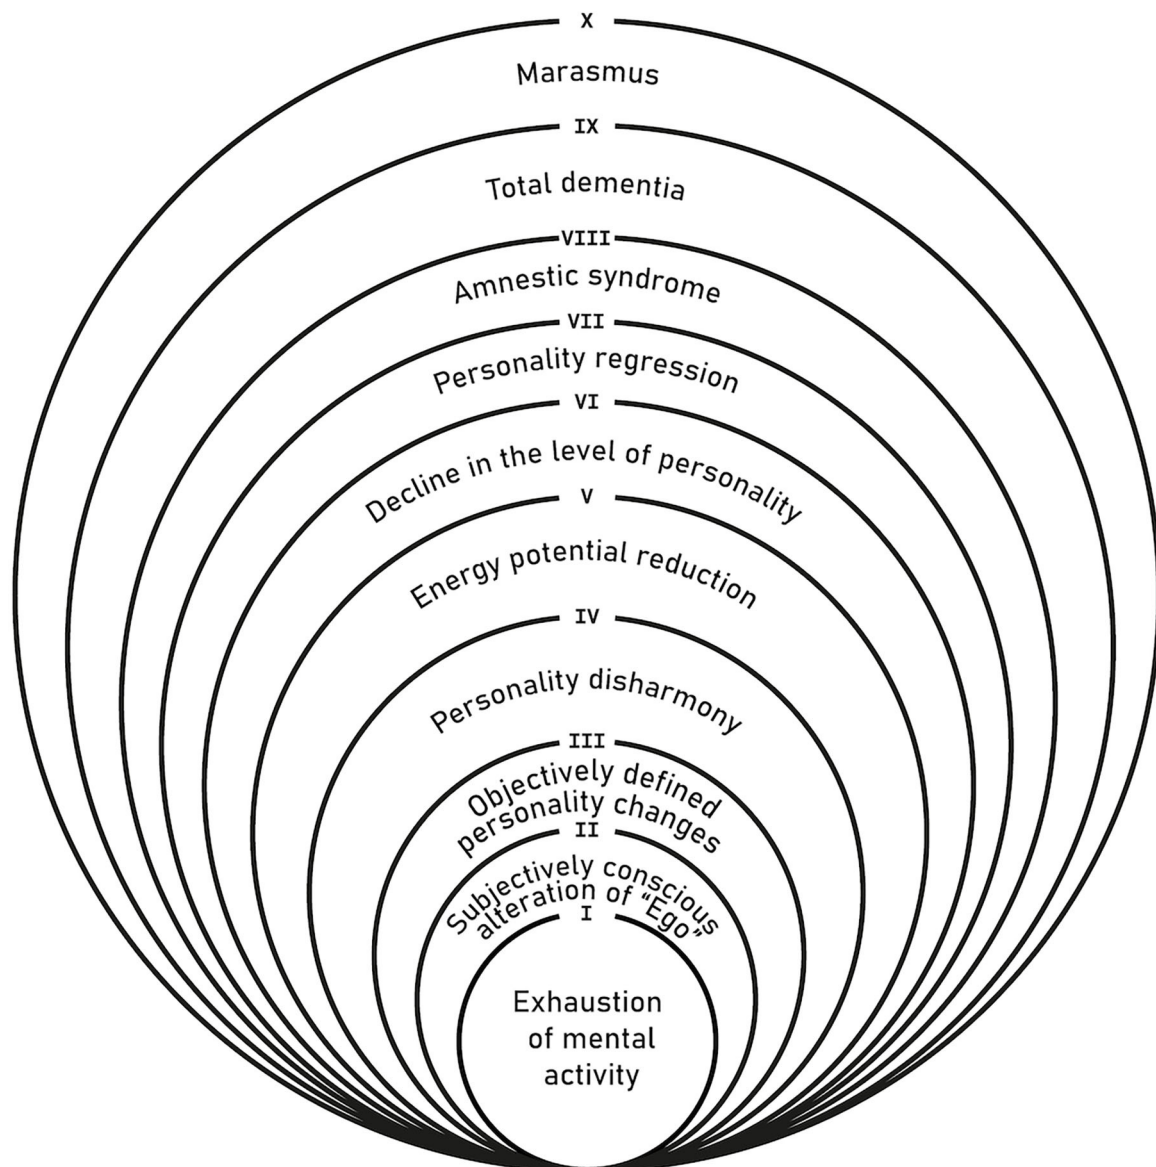 X
Marasmus
IX
Total dementia
VIII
Amnestic syndrome
VII
Personality regression
VI
Decline in the level of personality
V
Energy potential reduction
IV
Personality disharmony
III
Objectively defined
personality changes
II
Subjectively conscious
alteration of “Ego”
I
Exhaustion
of mental
activity